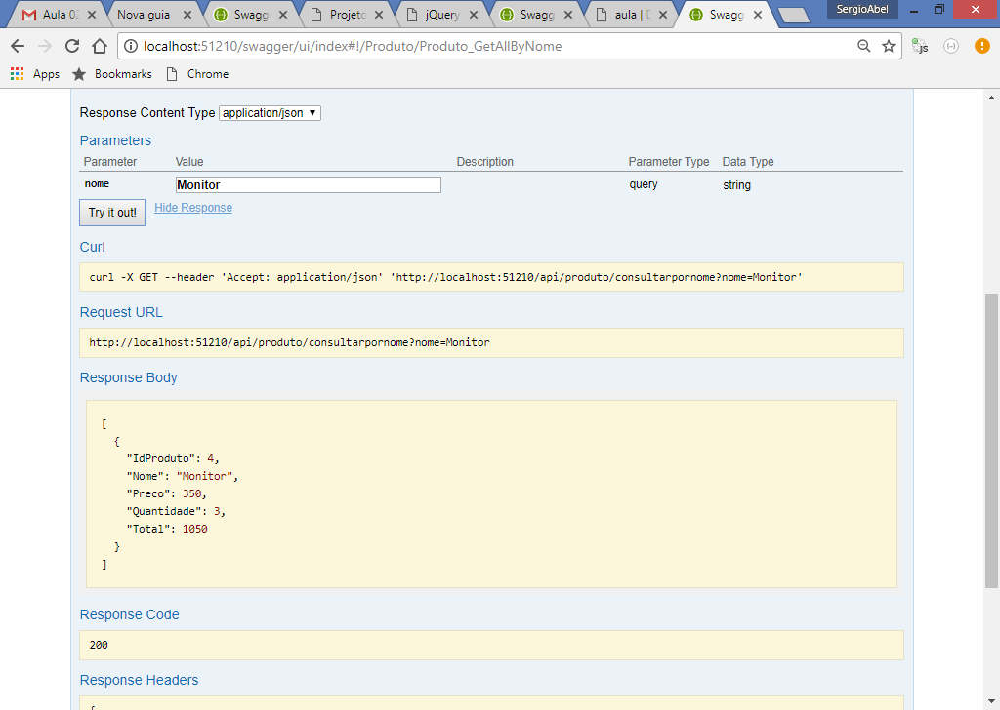 Aula 02 Nova guia Swagg Projeto jQuery Swagg aula | D Swagg SergioAbel
localhost:51210/swagger/ui/index#!/Produto/Produto_GetAllByNome
Apps Bookmarks Chrome
Response Content Type application/json
Parameters
Parameter Value Description Parameter Type Data Type
nome Monitor query string
Try it out! Hide Response
Curl
curl -X GET --header 'Accept: application/json' 'http://localhost:51210/api/produto/consultarpornome?nome=Monitor'
Request URL
http://localhost:51210/api/produto/consultarpornome?nome=Monitor
Response Body
[
{
"IdProduto": 4,
"Nome": "Monitor",
"Preco": 350,
"Quantidade": 3,
"Total": 1050
}
]
Response Code
200
Response Headers
{